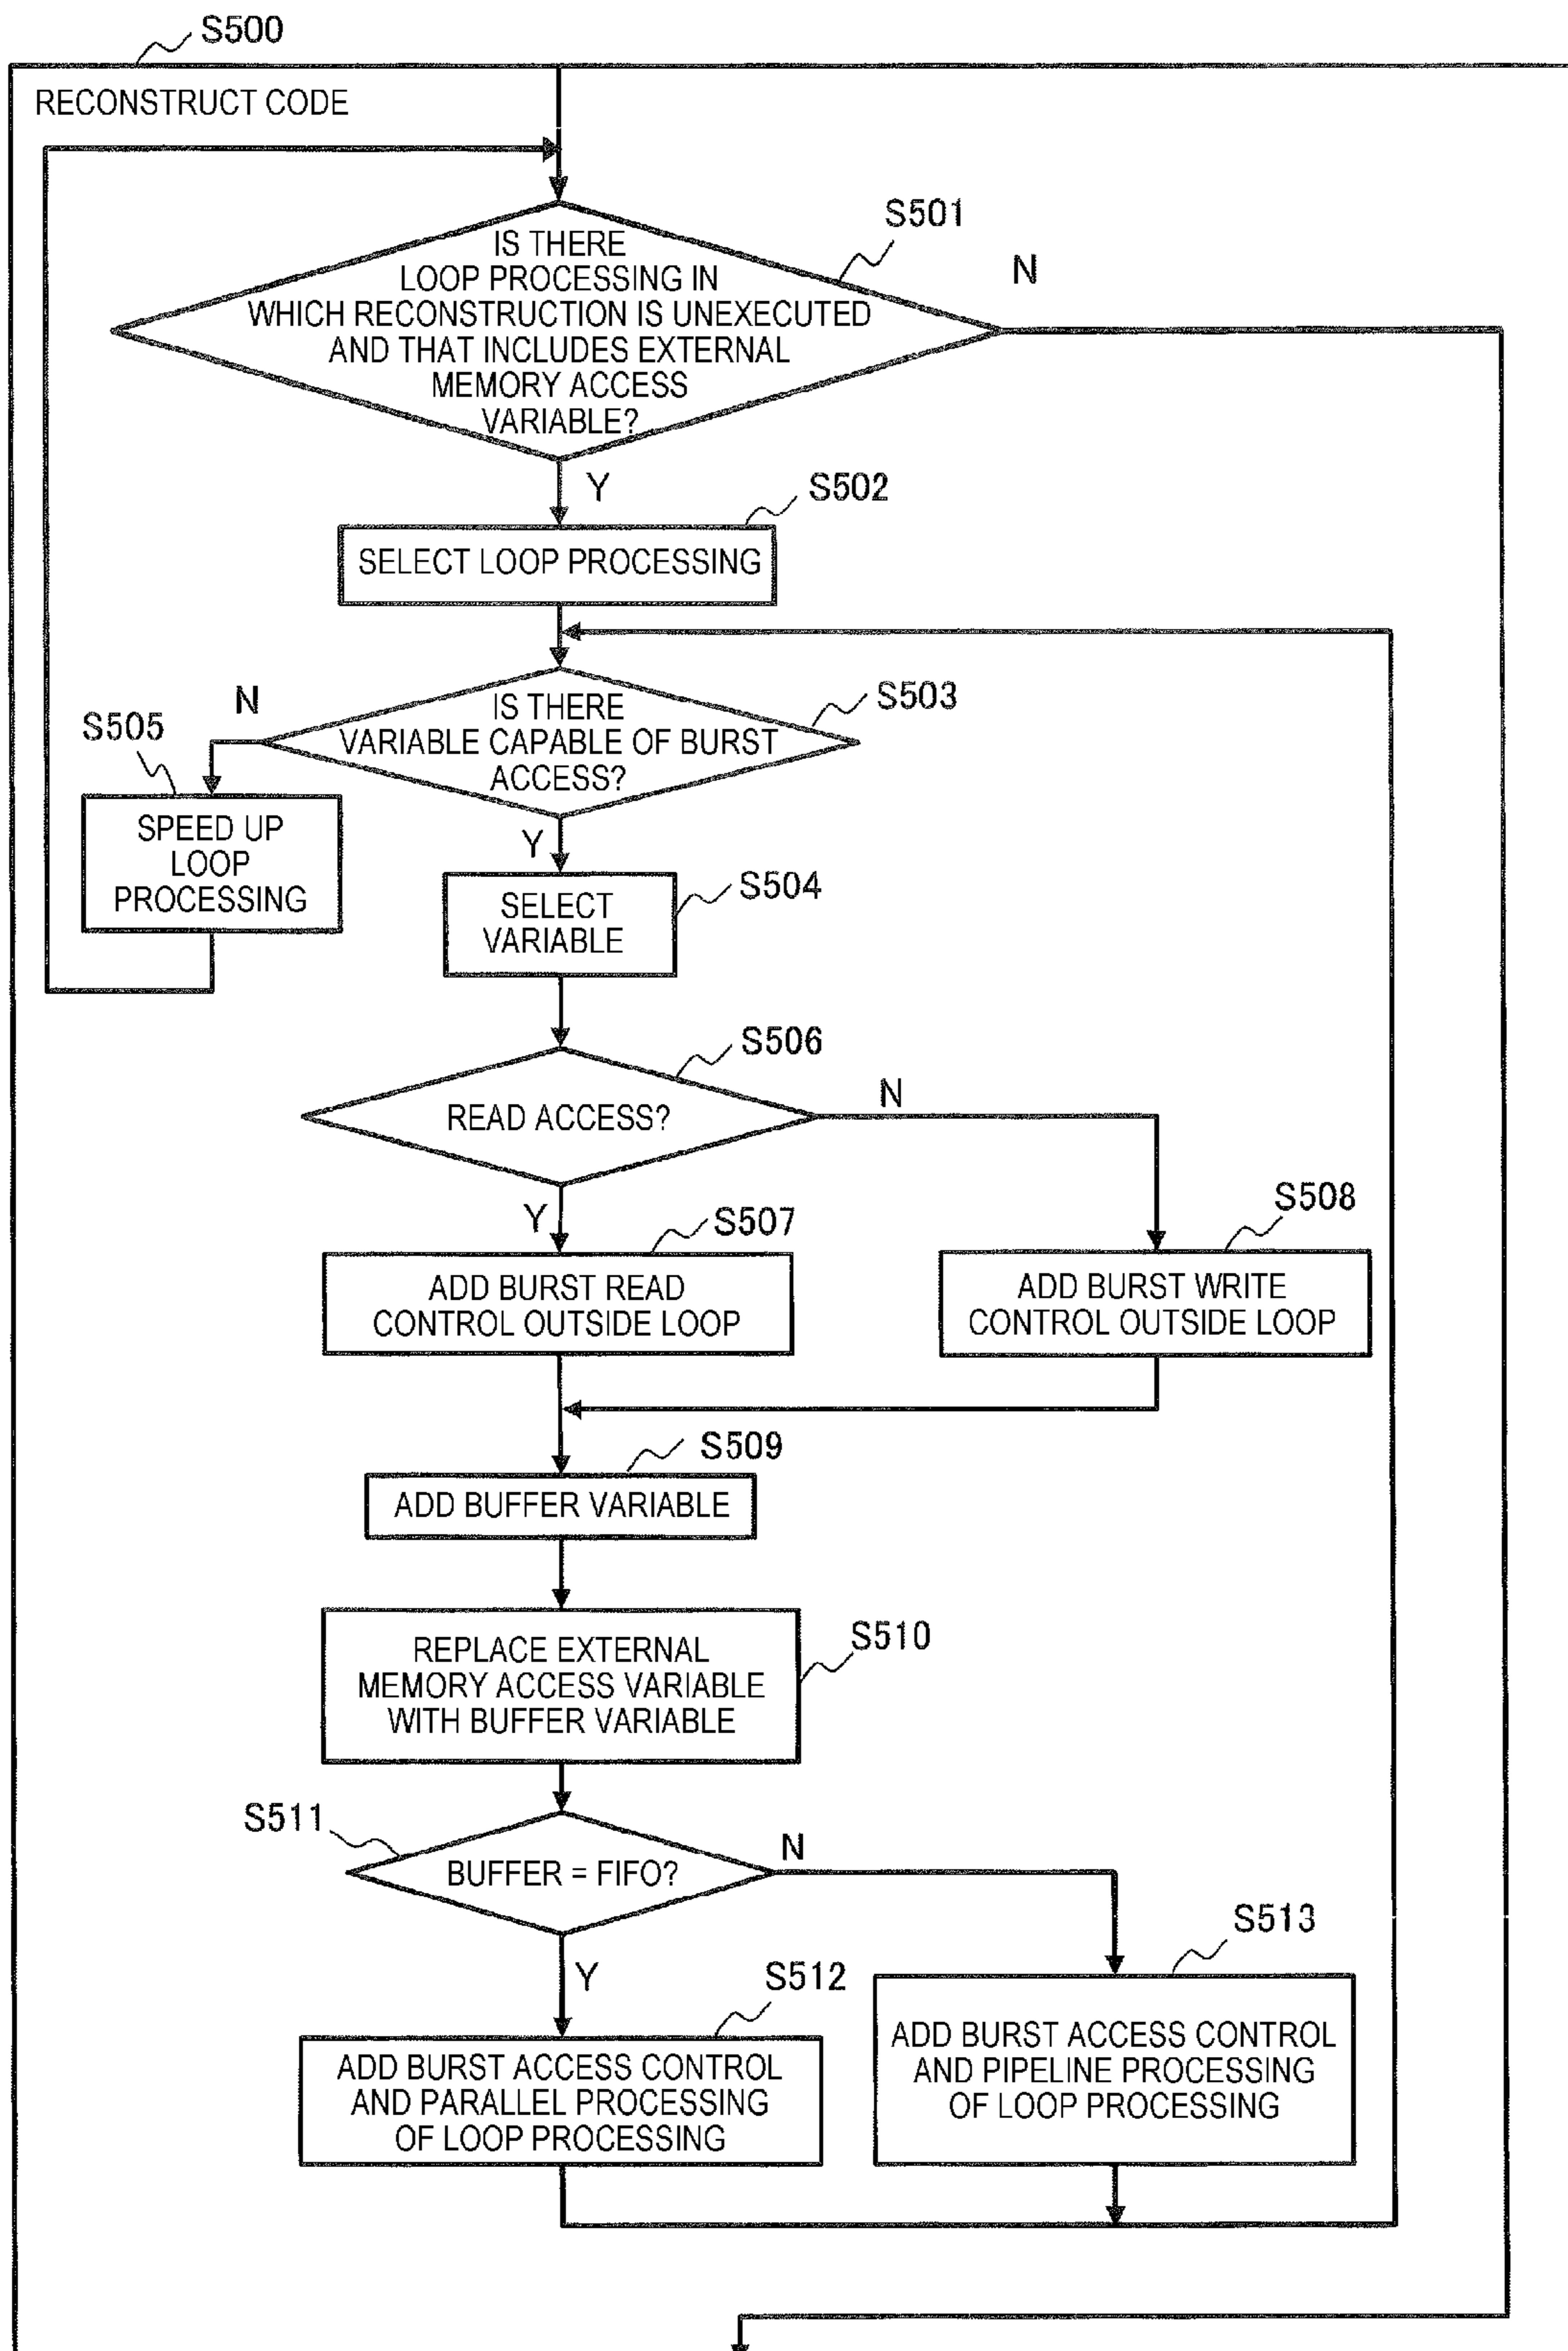 S500
RECONSTRUCT CODE
S501
IS THERE
LOOP PROCESSING IN
WHICH RECONSTRUCTION IS UNEXECUTED
AND THAT INCLUDES EXTERNAL
MEMORY ACCESS
VARIABLE?
N
Y
S502
SELECT LOOP PROCESSING
S503
IS THERE
VARIABLE CAPABLE OF BURST
ACCESS?
N
S505
SPEED UP
LOOP
PROCESSING
Y
S504
SELECT
VARIABLE
S506
READ ACCESS?
N
Y
S507
ADD BURST READ
CONTROL OUTSIDE LOOP
S508
ADD BURST WRITE
CONTROL OUTSIDE LOOP
S509
ADD BUFFER VARIABLE
S510
REPLACE EXTERNAL
MEMORY ACCESS VARIABLE
WITH BUFFER VARIABLE
S511
BUFFER = FIFO?
N
Y
S512
ADD BURST ACCESS CONTROL
AND PARALLEL PROCESSING
OF LOOP PROCESSING
S513
ADD BURST ACCESS CONTROL
AND PIPELINE PROCESSING
OF LOOP PROCESSING